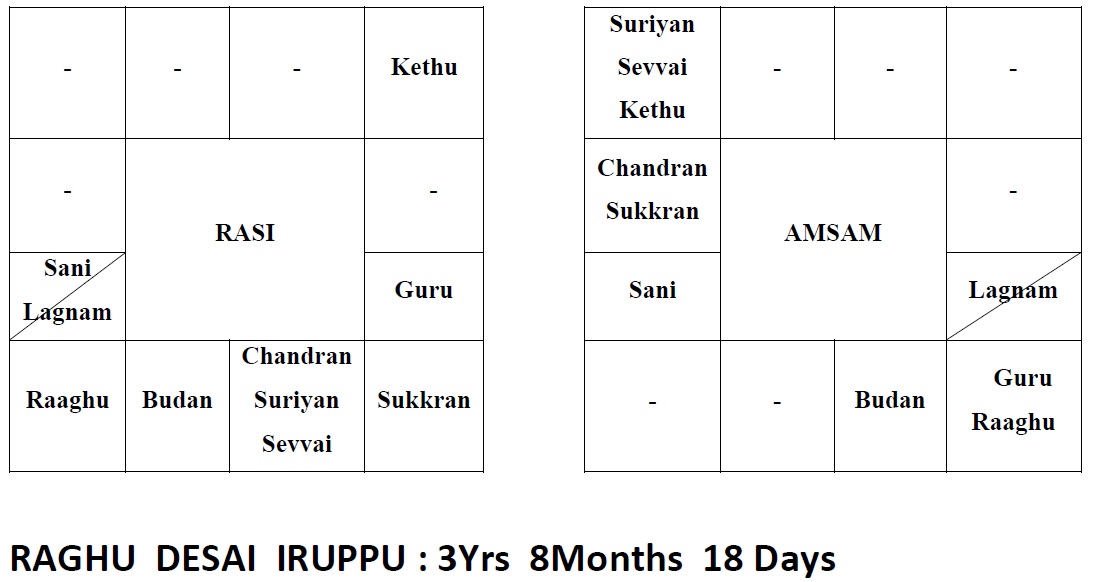 - - - Kethu
- -
RASI
Sani
Lagnam
Guru
Raaghu Budan Chandran
Suriyan
Sevvai
Sukkran
Suriyan
Sevvai
Kethu
- - -
Chandran
Sukkran
-
AMSAM
Sani
Lagnam
- - Budan Guru
Raaghu
RAGHU DESAI IRUPPU : 3Yrs 8Months 18 Days